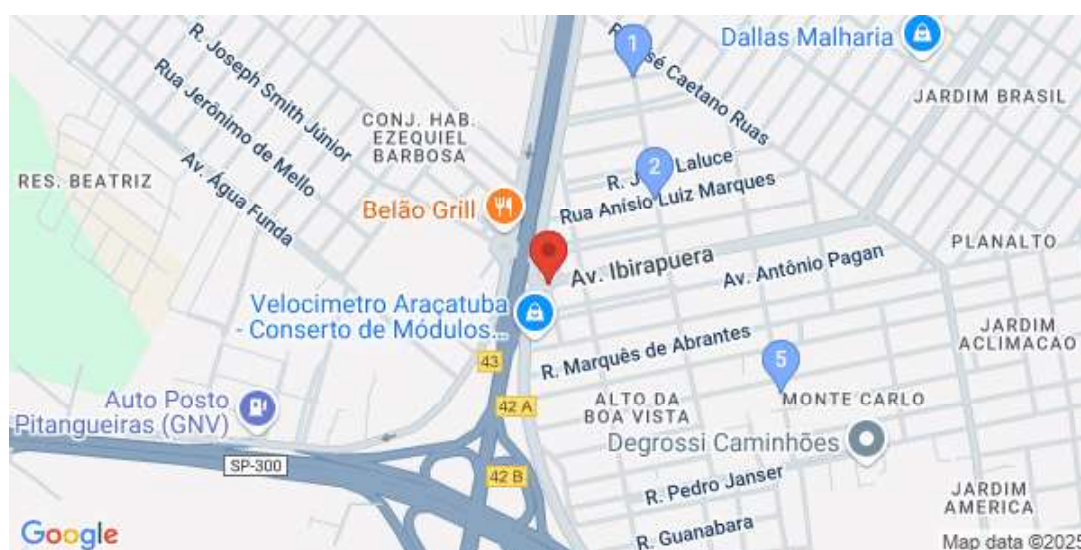 1
Dallas Malharia
R. José Caetano Ruas
R. Joseph Smith Júnior
Rua Jerônimo de Mello
Av. Água Funda
CONJ. HAB.
EZEQUIEL
BARBOSA
JARDIM BRASIL
RES. BEATRIZ
2
R. J Laluce
Rua Anísio Luiz Marques
Belão Grill
Av. Ibirapuera
PLANALTO
Av. Antônio Pagan
Velocimetro Araçatuba
- Conserto de Módulos...
JARDIM
ACLIMACAO
R. Marquês de Abrantes
43
5
Auto Posto
Pitangueiras (GNV)
42 A
ALTO DA
BOA VISTA
MONTE CARLO
Degrossi Caminhões
SP-300
42 B
R. Pedro Janser
JARDIM
AMERICA
R. Guanabara
Google
Map data ©2025